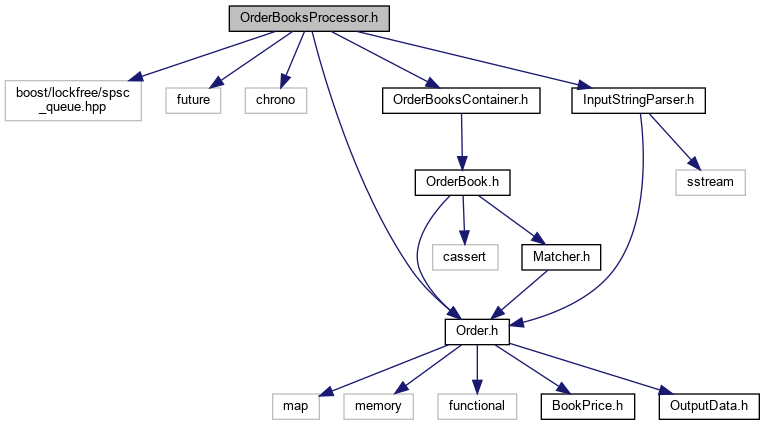 OrderBooksProcessor.h
boost/lockfree/spsc
_queue.hpp
future
chrono
OrderBooksContainer.h
InputStringParser.h
OrderBook.h
sstream
cassert
Matcher.h
Order.h
map
memory
functional
BookPrice.h
OutputData.h